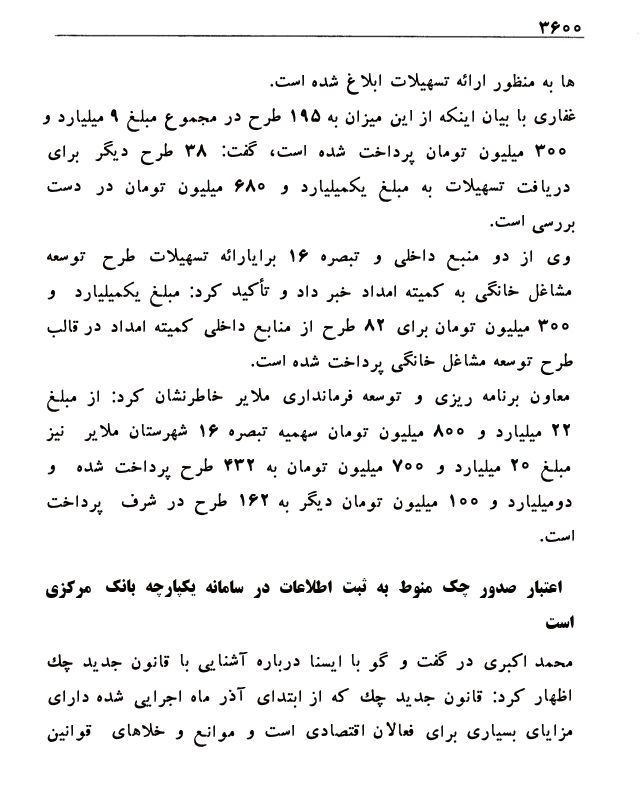 ۳۶۰۰
ها به منظور ارائه تسهیلات ابلاغ شده است.
غفاری با بیان اینکه از این میزان به ۱۹۵ طرح در مجموع مبلغ ۹ میلیارد و
۳۰۰ میلیون تومان پرداخت شده است، گفت: ۳۸ طرح دیگر برای
دریافت تسهیلات به مبلغ یکمیلیارد و ۶۸۰ میلیون تومان در دست
بررسی است.
وی از دو منبع داخلی و تبصره ۱۶ برایارائه تسهیلات طرح توسعه
مشاغل خانگی به کمیته امداد خبر داد و تأکید کرد: مبلغ یکمیلیارد و
۳۰۰ میلیون تومان برای ۸۲ طرح از منابع داخلی کمیته امداد در قالب
طرح توسعه مشاغل خانگی پرداخت شده است.
معاون برنامه ریزی و توسعه فرمانداری ملایر خاطرنشان کرد: از مبلغ
۲۲ میلیارد و ۸۰۰ میلیون تومان سهمیه تبصره ۱۶ شهرستان ملایر نیز
مبلغ ۲۰ میلیارد و ۷۰۰ میلیون تومان به ۴۳۲ طرح پرداخت شده و
دومیلیارد و ۱۰۰ میلیون تومان دیگر به ۱۶۲ طرح در شرف پرداخت
است.
اعتبار صدور چک منوط به ثبت اطلاعات در سامانه یکپارچه بانک مرکزی
است
محمد اکبری در گفت و گو با ایسنا درباره آشنایی با قانون جدید چك
اظهار کرد: قانون جدید چك که از ابتدای آذر ماه اجرایی شده دارای
مزایای بسیاری برای فعالان اقتصادی است و موانع و خلاهای قوانین